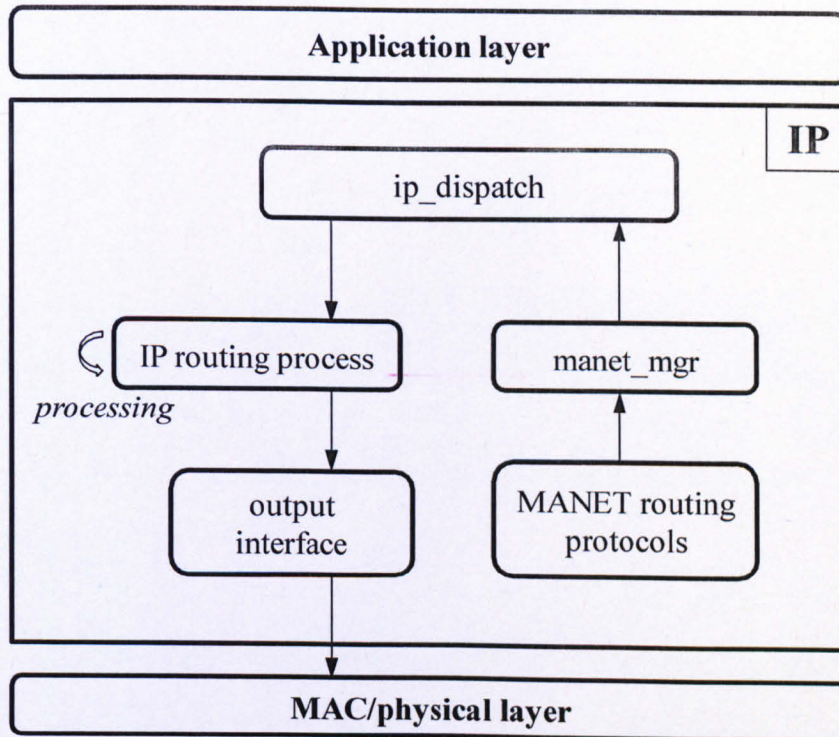 Application layer
IP
ip_dispatch
IP routing process
manet_mgr
processing
output
interface
MANET routing
protocols
MAC/physical layer